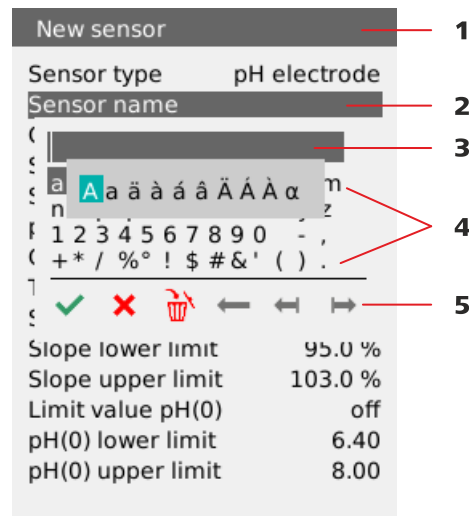 New sensor
1
Sensor type pH electrode
Sensor name
2
3
a
A a ä à á â Ä Á À α
m
n z
4
1 2 3 4 5 6 7 8 9 0 - ,
+ * / % ° ! $ # & ' ( ) .
5
Slope lower limit 95.0 %
Slope upper limit 103.0 %
Limit value pH(0) off
pH(0) lower limit 6.40
pH(0) upper limit 8.00